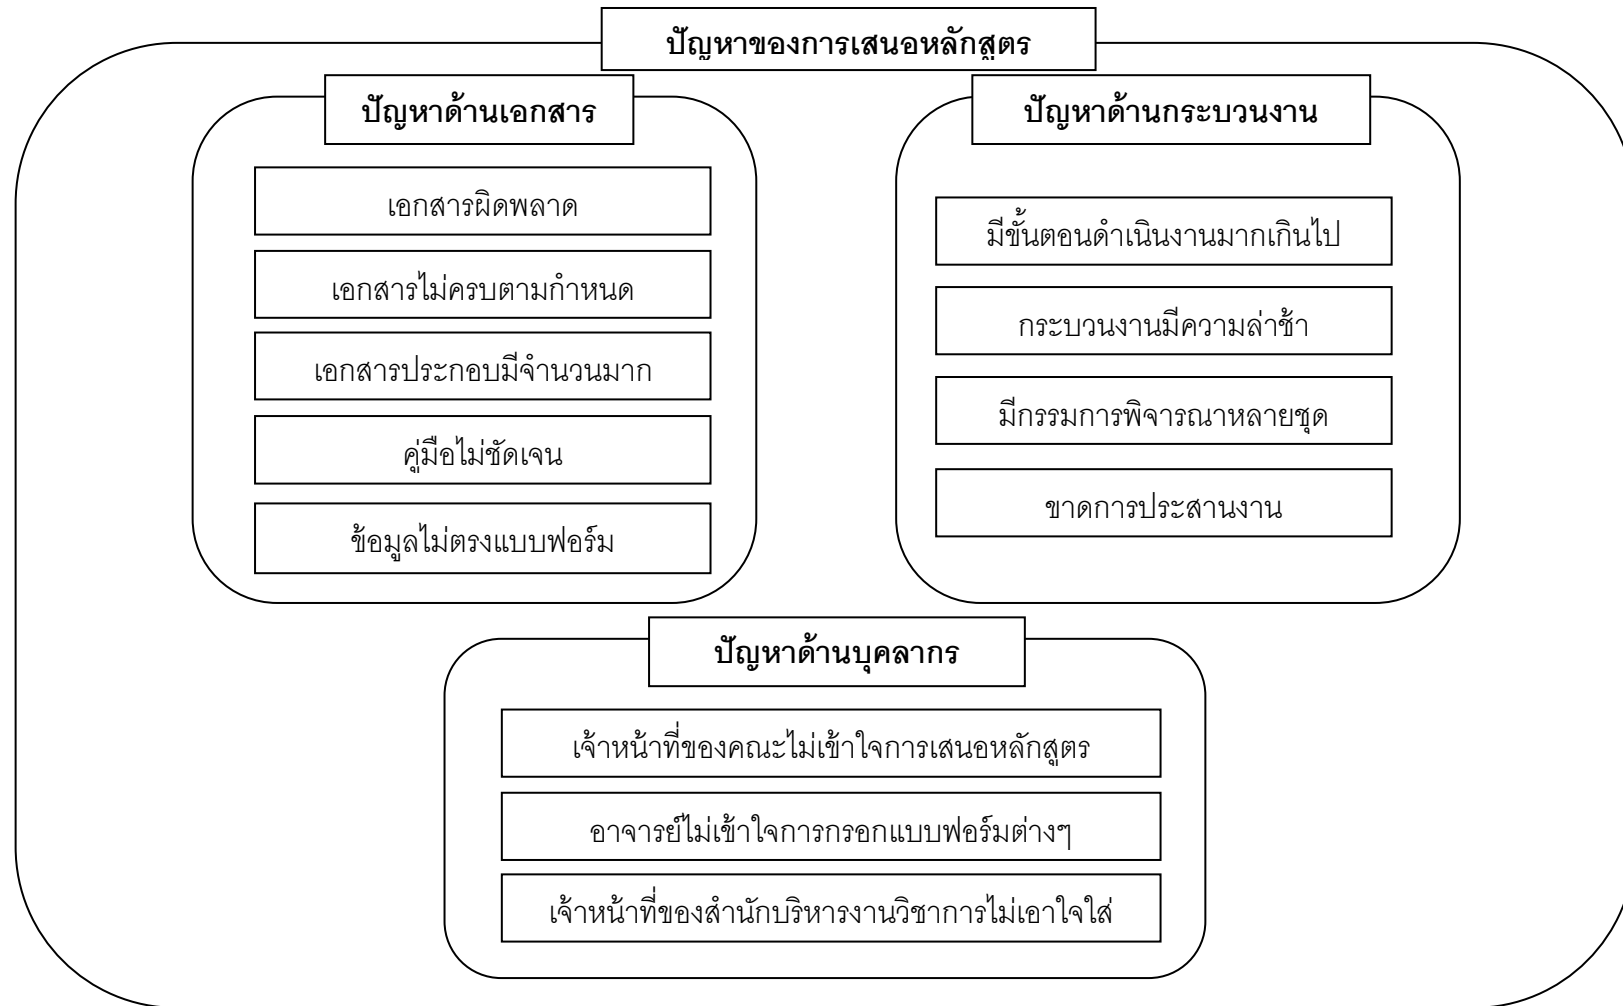 ปัญหาของการเสนอหลักสูตร
ปัญหาด้านเอกสาร
เอกสารผิดพลาด
เอกสารไม่ครบตามกำหนด
เอกสารประกอบมีจำนวนมาก
คู่มือไม่ชัดเจน
ข้อมูลไม่ตรงแบบฟอร์ม
ปัญหาด้านกระบวนงาน
มีขั้นตอนดำเนินงานมากเกินไป
กระบวนงานมีความล่าช้า
มีกรรมการพิจารณาหลายชุด
ขาดการประสานงาน
ปัญหาด้านบุคลากร
เจ้าหน้าที่ของคณะไม่เข้าใจการเสนอหลักสูตร
อาจารย์ไม่เข้าใจการกรอกแบบฟอร์มต่างๆ
เจ้าหน้าที่ของสำนักบริหารงานวิชาการไม่เอาใจใส่